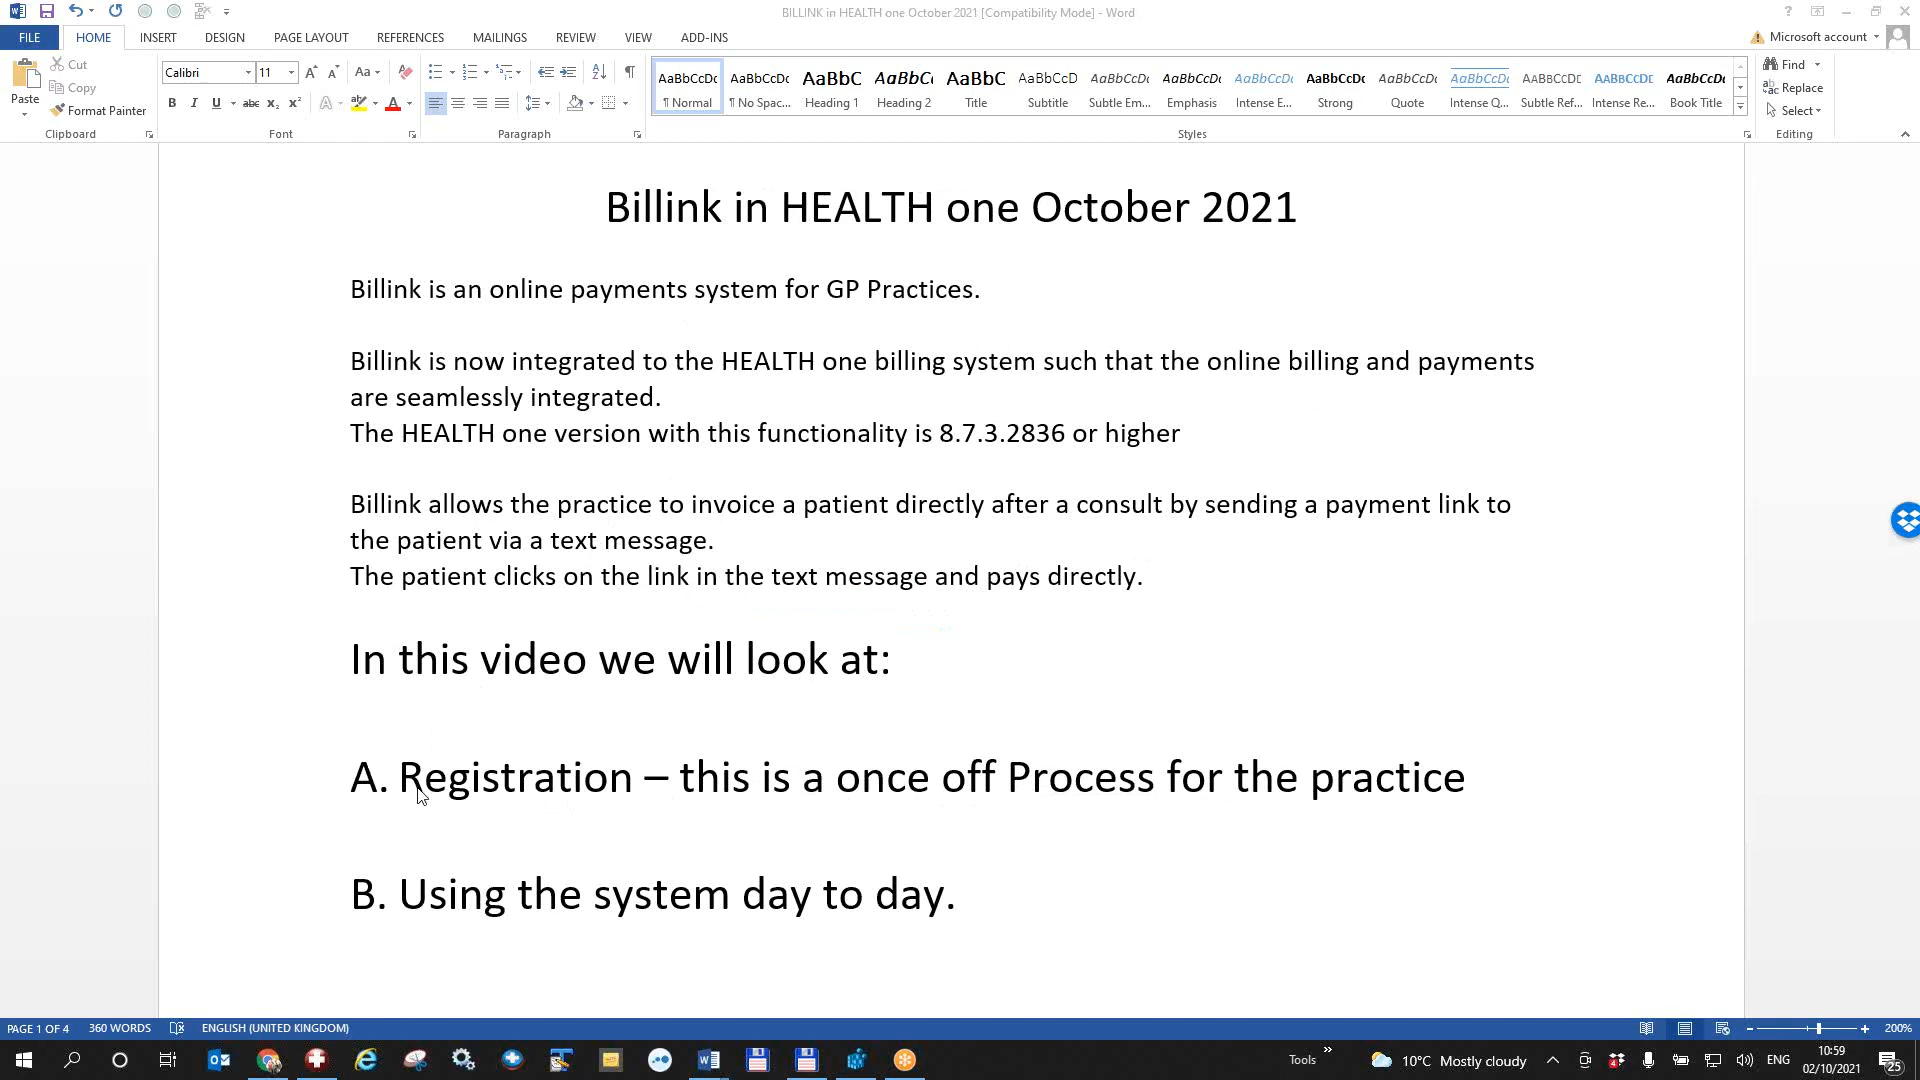 BILLINK in HEALTH one October 2021 [Compatibility Mode] - Word
FILE HOME INSERT DESIGN PAGE LAYOUT REFERENCES MAILINGS REVIEW VIEW ADD-INS Microsoft account
Paste Cut Copy Format Painter
Calibri 11
AaBbCcDc AaBbCcDc AaBbC AaBbCc AaBbC AaBbCcD AaBbCcDc AaBbCcDc AaBbCcDc AaBbCcDc AaBbCcDc AaBbCcDc AABBCCDE AABBCCDE AaBbCcDc
¶ Normal ¶ No Spac... Heading 1 Heading 2 Title Subtitle Subtle Em... Emphasis Intense E... Strong Quote Intense Q... Subtle Ref... Intense Re... Book Title
Find Replace Select
Clipboard Font Paragraph Styles Editing
Billink in HEALTH one October 2021
Billink is an online payments system for GP Practices.
Billink is now integrated to the HEALTH one billing system such that the online billing and payments
are seamlessly integrated.
The HEALTH one version with this functionality is 8.7.3.2836 or higher
Billink allows the practice to invoice a patient directly after a consult by sending a payment link to
the patient via a text message.
The patient clicks on the link in the text message and pays directly.
In this video we will look at:
A. Registration – this is a once off Process for the practice
B. Using the system day to day.
PAGE 1 OF 4 360 WORDS ENGLISH (UNITED KINGDOM) 200%
Tools 10°C Mostly cloudy ENG 10:59
02/10/2021 25